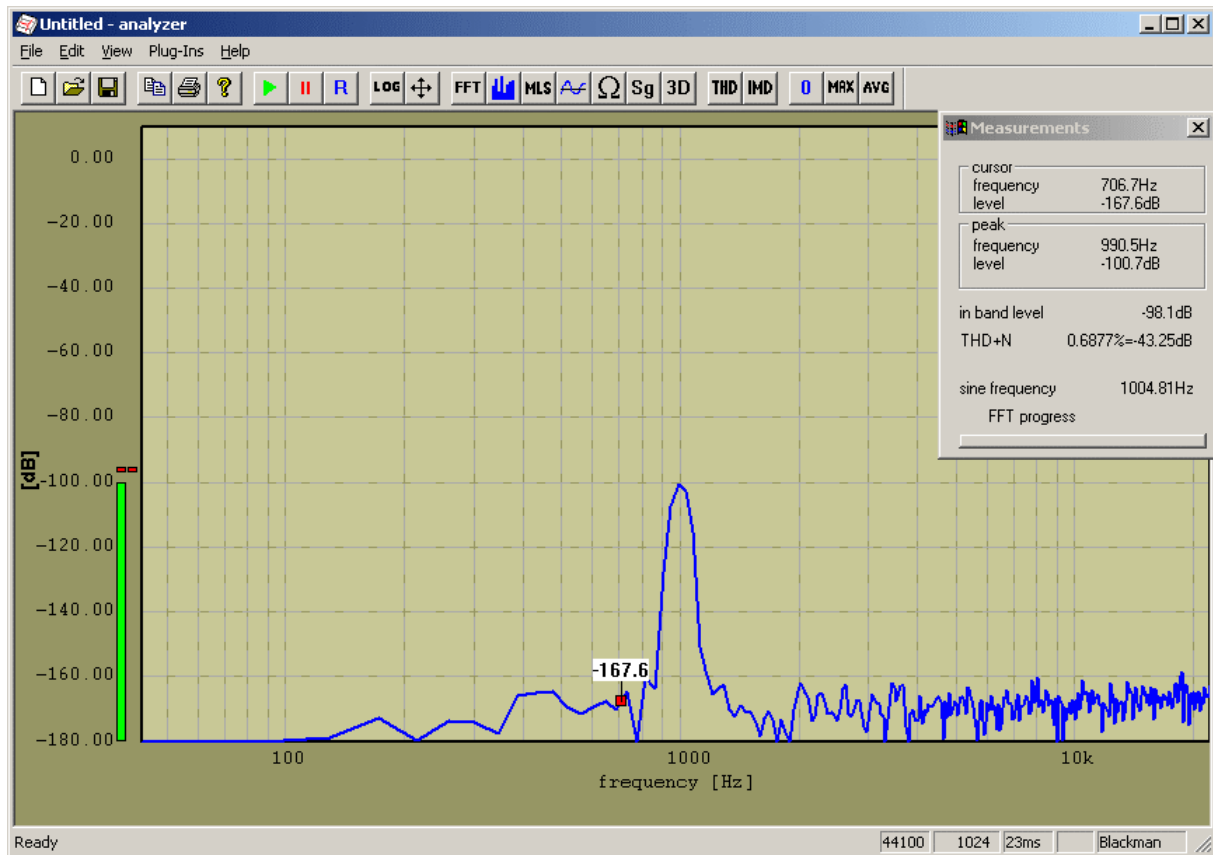 Untitled - analyzer
File Edit View Plug-Ins Help
R LOG FFT MLS Ω Sg 3D THD IMD 0 MAX AVG
Measurements
cursor
frequency 706.7Hz
level -167.6dB
peak
frequency 990.5Hz
level -100.7dB
in band level -98.1dB
THD+N 0.6877%=-43.25dB
sine frequency 1004.81Hz
FFT progress
0.00
-20.00
-40.00
-60.00
-80.00
[dB]
-100.00
-120.00
-140.00
-160.00
-180.00
-167.6
100 1000 10k
frequency [Hz]
Ready 44100 1024 23ms Blackman